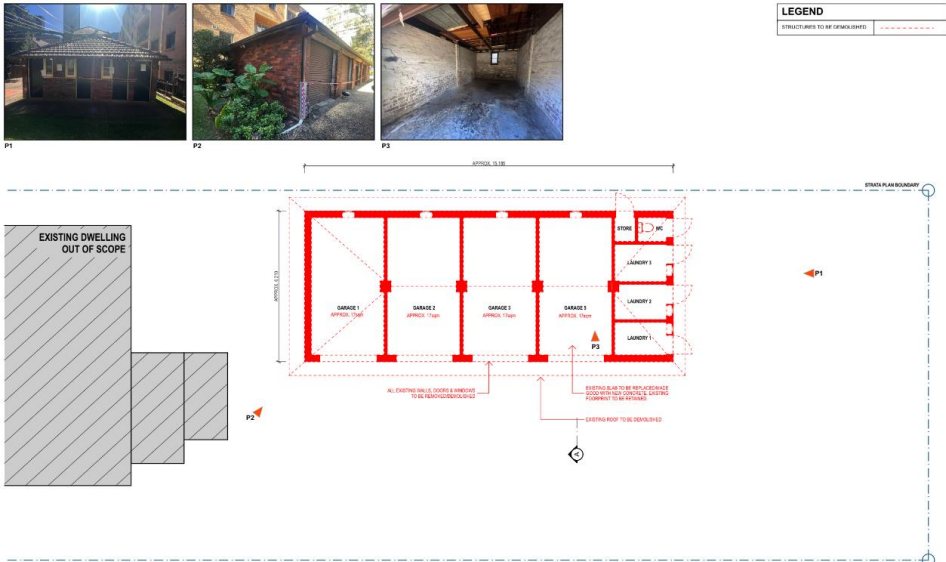 LEGEND
STRUCTURES TO BE DEMOLISHED
P1
P2
P3
STRATA PLAN BOUNDARY
EXISTING DWELLING
OUT OF SCOPE
STORE
WC
LAUNDRY 3
LAUNDRY 2
LAUNDRY 1
GARAGE 1
APPROX. 17sqm
GARAGE 2
APPROX. 17sqm
GARAGE 3
APPROX. 17sqm
GARAGE 3
APPROX. 17sqm
P1
P3
P2
ALL EXISTING WALLS, DOORS & WINDOWS
TO BE REMOVED/DEMOLISHED
EXISTING SLAB TO BE REPLACED/MADE
GOOD WITH NEW CONCRETE. EXISTING
FOOTPRINT TO BE RETAINED
EXISTING ROOF TO BE DEMOLISHED
A
APPROX.
APPROX.